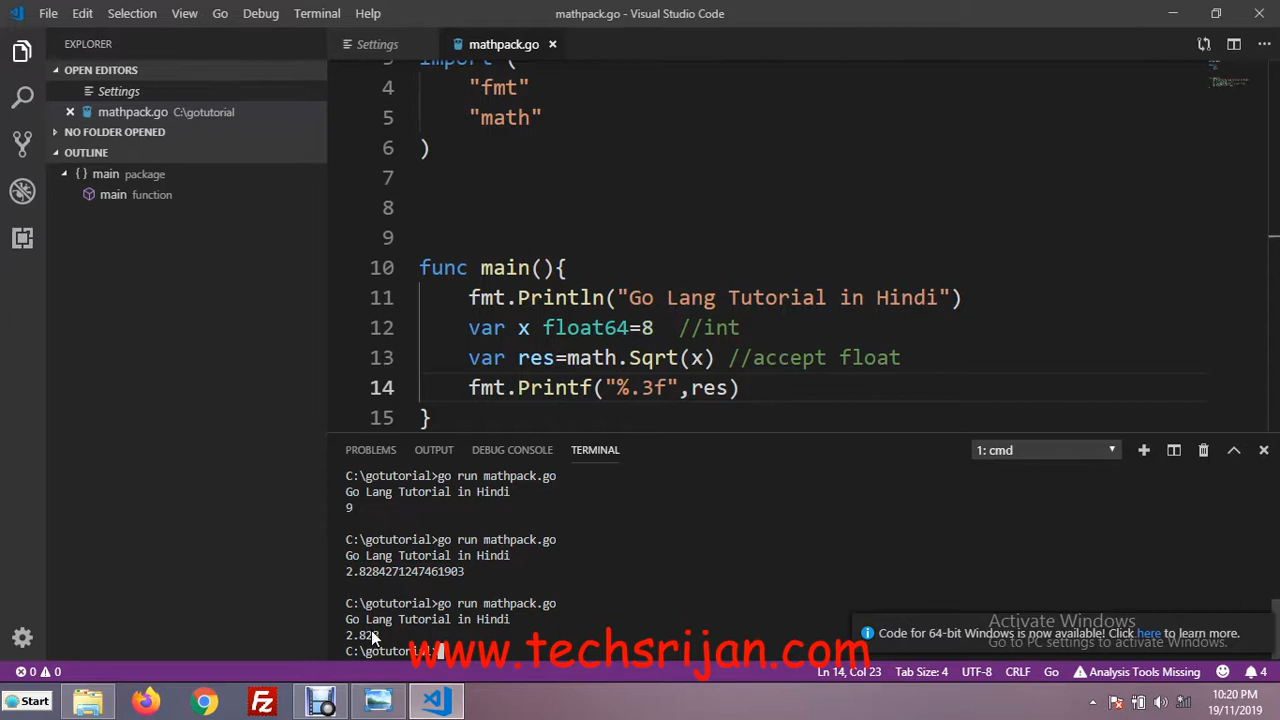 File Edit Selection View Go Debug Terminal Help
mathpack.go - Visual Studio Code
EXPLORER
Settings
mathpack.go
OPEN EDITORS
Settings
mathpack.go C:\gotutorial
NO FOLDER OPENED
OUTLINE
{ } main package
main function
3 import (
4 "fmt"
5 "math"
6 )
7
8
9
10 func main(){
11 fmt.Println("Go Lang Tutorial in Hindi")
12 var x float64=8 //int
13 var res=math.Sqrt(x) //accept float
14 fmt.Printf("%.3f",res)
15 }
PROBLEMS OUTPUT DEBUG CONSOLE TERMINAL
1: cmd
C:\gotutorial>go run mathpack.go
Go Lang Tutorial in Hindi
9
C:\gotutorial>go run mathpack.go
Go Lang Tutorial in Hindi
2.8284271247461903
C:\gotutorial>go run mathpack.go
Go Lang Tutorial in Hindi
2.828
C:\gotutorial>
Activate Windows
Code for 64-bit Windows is now available! Click here to learn more.
Go to PC settings to activate Windows.
www.techsrijan.com
0 0
Ln 14, Col 23 Tab Size: 4 UTF-8 CRLF Go Analysis Tools Missing 4
Start
10:20 PM
19/11/2019